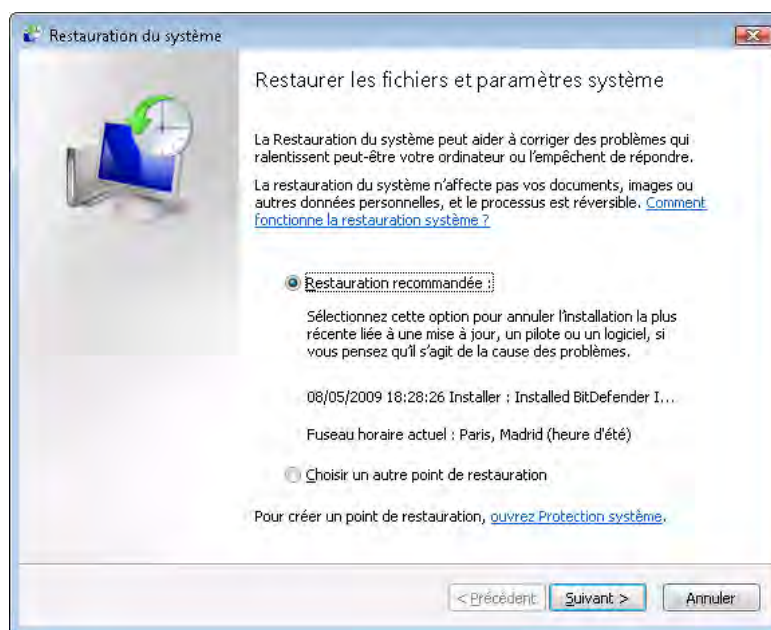 Restauration du système
Restaurer les fichiers et paramètres système
La Restauration du système peut aider à corriger des problèmes qui
ralentissent peut-être votre ordinateur ou l'empêchent de répondre.
La restauration du système n'affecte pas vos documents, images ou
autres données personnelles, et le processus est réversible. Comment
fonctionne la restauration système ?
Restauration recommandée :
Sélectionnez cette option pour annuler l'installation la plus
récente liée à une mise à jour, un pilote ou un logiciel, si
vous pensez qu'il s'agit de la cause des problèmes.
08/05/2009 18:28:26 Installer : Installed BitDefender I...
Fuseau horaire actuel : Paris, Madrid (heure d'été)
Choisir un autre point de restauration
Pour créer un point de restauration, ouvrez Protection système.
< Précédent Suivant > Annuler